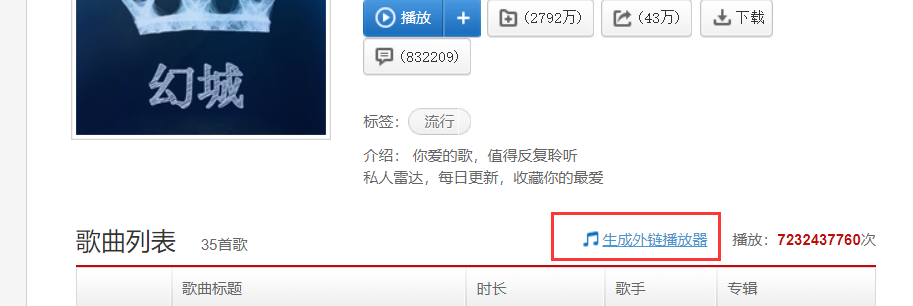 幻城
播放
(2792万)
(43万)
下载
(832209)
标签： 流行
介绍： 你爱的歌，值得反复聆听
私人雷达，每日更新，收藏你的最爱
歌曲列表 35首歌 生成外链播放器 播放：7232437760次
歌曲标题 时长 歌手 专辑